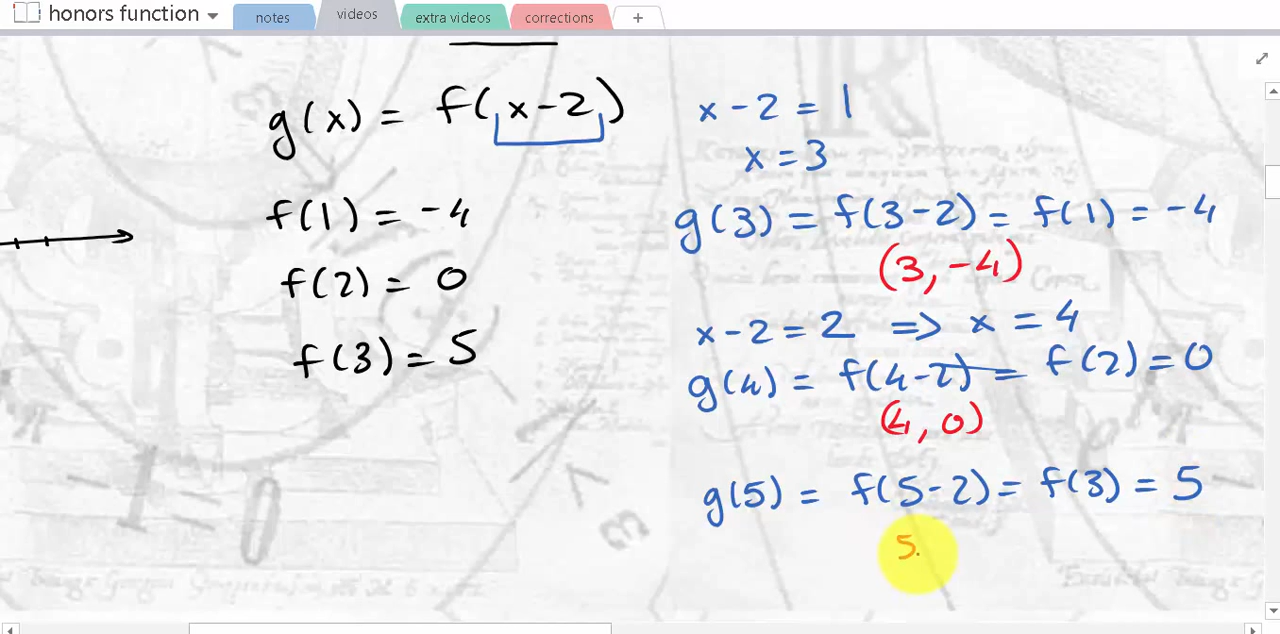 honors function
notes videos extra videos corrections +
g(x) = f(x-2)
f(1) = -4
f(2) = 0
f(3) = 5
x-2 = 1
x = 3
g(3) = f(3-2) = f(1) = -4
(3, -4)
x-2 = 2 => x = 4
g(4) = f(4-2) = f(2) = 0
(4, 0)
g(5) = f(5-2) = f(3) = 5
5.